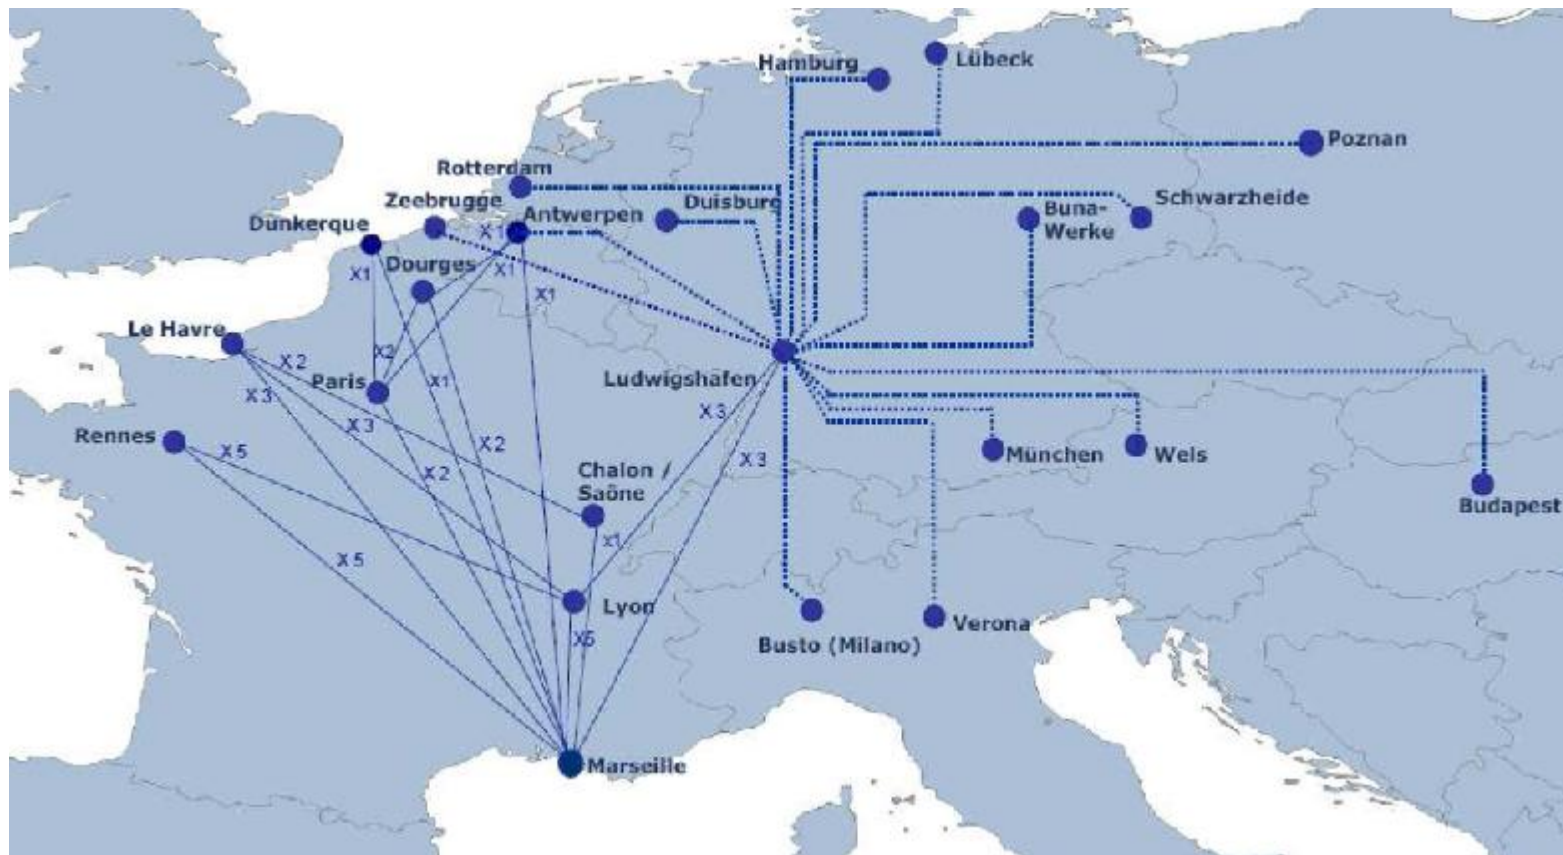 Hamburg
Lübeck
Poznan
Rotterdam
Zeebrugge
Duisburg
Schwarzheide
Buna-
Werke
Antwerpen
Dunkerque
X1
X1
Dourges
X1
X1
Le Havre
X2
X2
Paris
X1
Ludwigshafen
X3
X3
X3
Rennes
X5
X2
X2
X3
München
Wels
Chalon /
Saône
Budapest
X1
X5
Lyon
X5
Verona
Busto (Milano)
Marseille